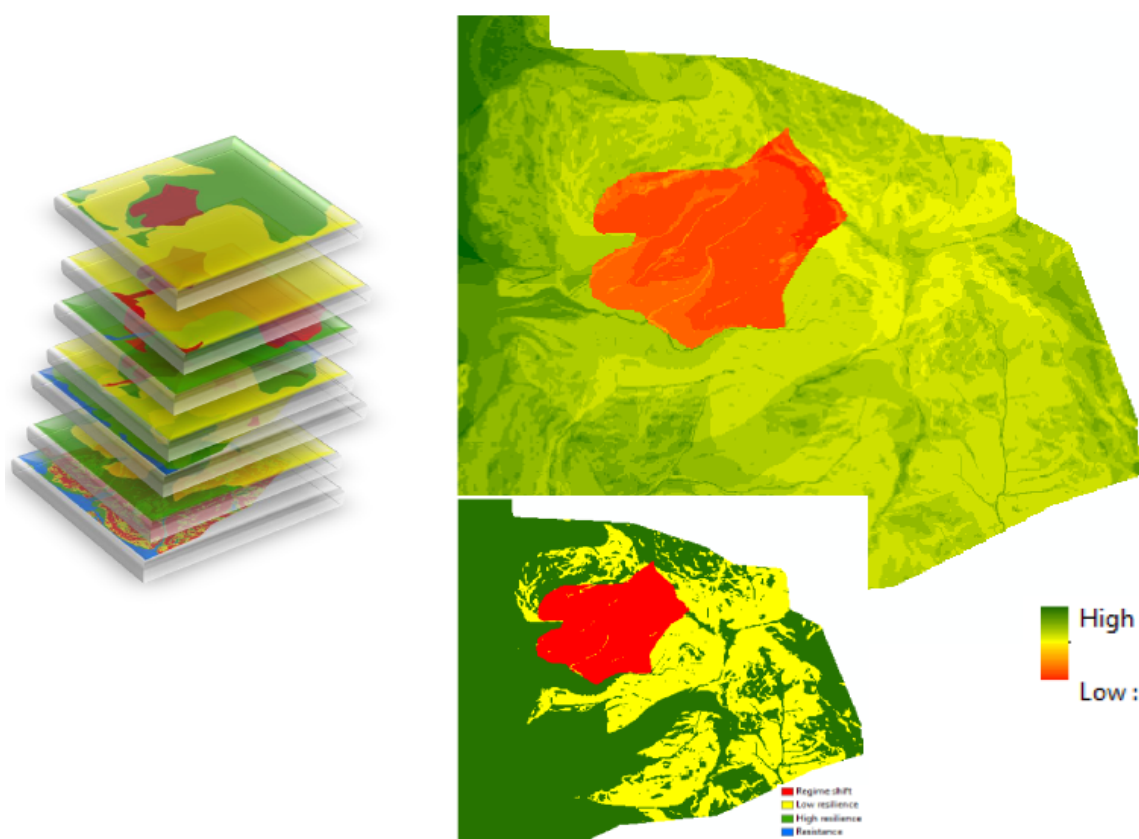 High
Low :
Regime shift
Low resilience
High resilience
Resistance